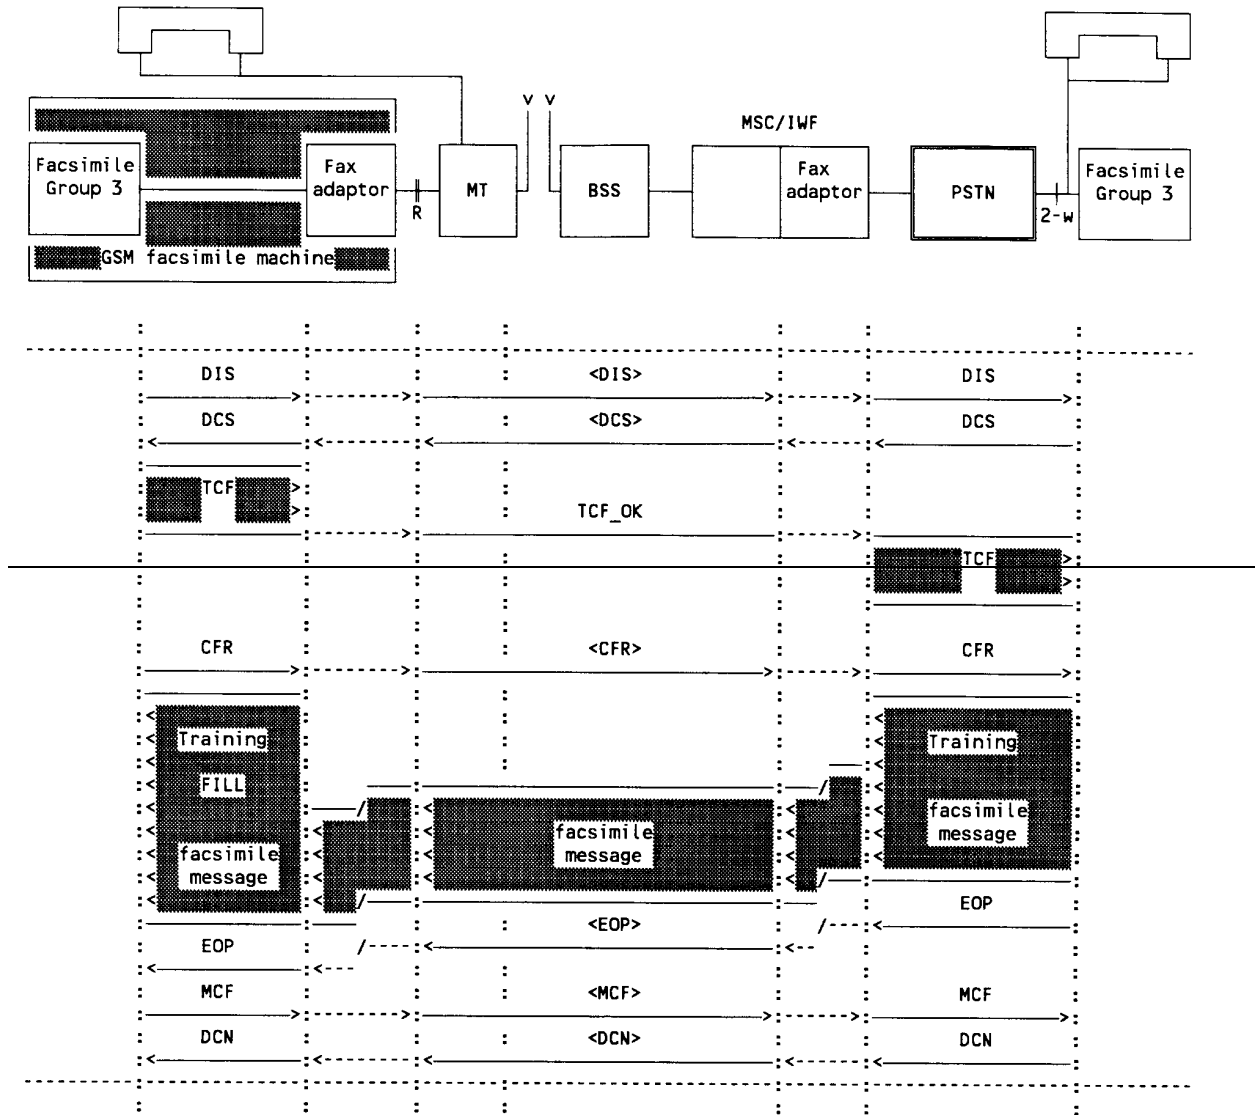 MSC/IWF
Facsimile Group 3
Fax adaptor
R
MT
BSS
Fax adaptor
PSTN
2-w
Facsimile Group 3
GSM facsimile machine
DIS <DIS> DIS
DCS <DCS> DCS
TCF
TCF_OK
TCF
CFR <CFR> CFR
Training
Training
FILL
facsimile message
facsimile message
facsimile message
EOP
<EOP>
EOP
MCF <MCF> MCF
DCN <DCN> DCN